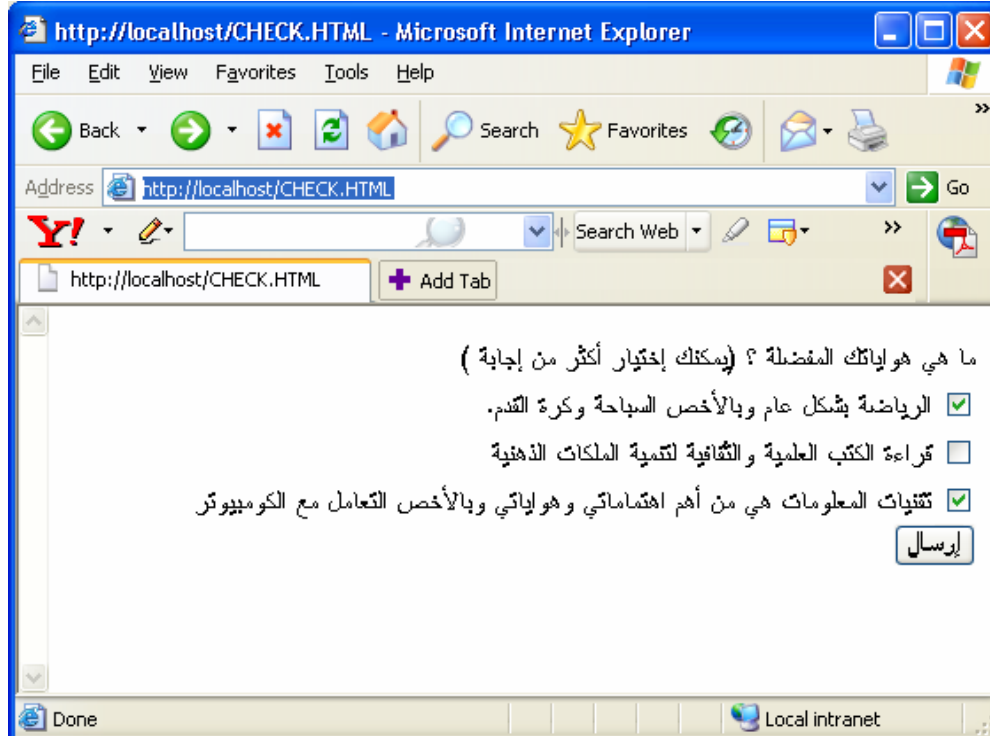 http://localhost/CHECK.HTML - Microsoft Internet Explorer
File Edit View Favorites Tools Help
Back Search Favorites »
Address http://localhost/CHECK.HTML Go
Y! Search Web »
http://localhost/CHECK.HTML Add Tab
ما هي هواياتك المفضلة ؟ (يمكنك إختيار أكثر من إجابة )
الرياضة بشكل عام وبالأخص السباحة وكرة القدم.
قراءة الكتب العلمية والثقافية لتنمية الملكات الذهنية
تقنيات المعلومات هي من أهم اهتماماتي وهواياتي وبالأخص التعامل مع الكومبيوتر
إرسال
Done Local intranet